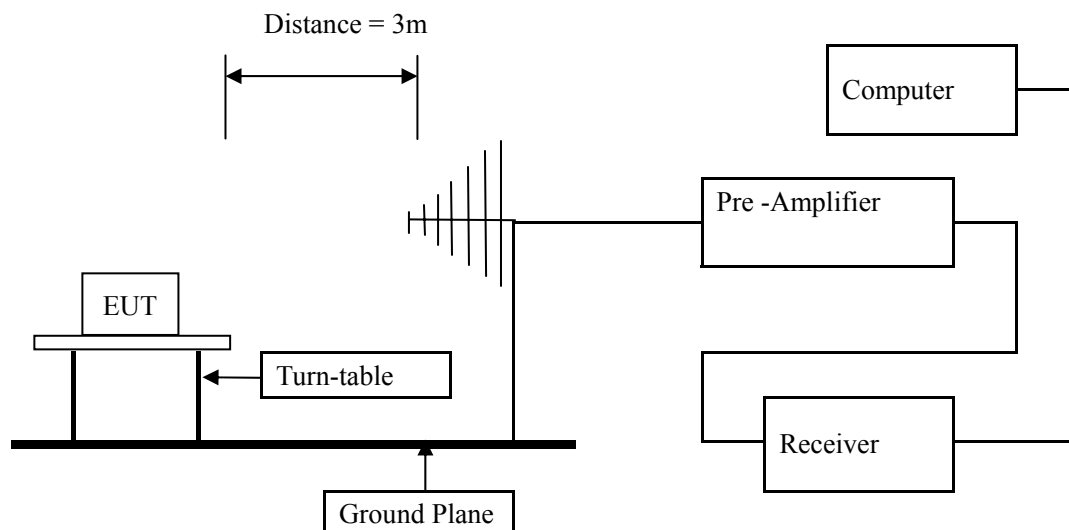 Distance = 3m
Computer
Pre -Amplifier
EUT
Turn-table
Receiver
Ground Plane